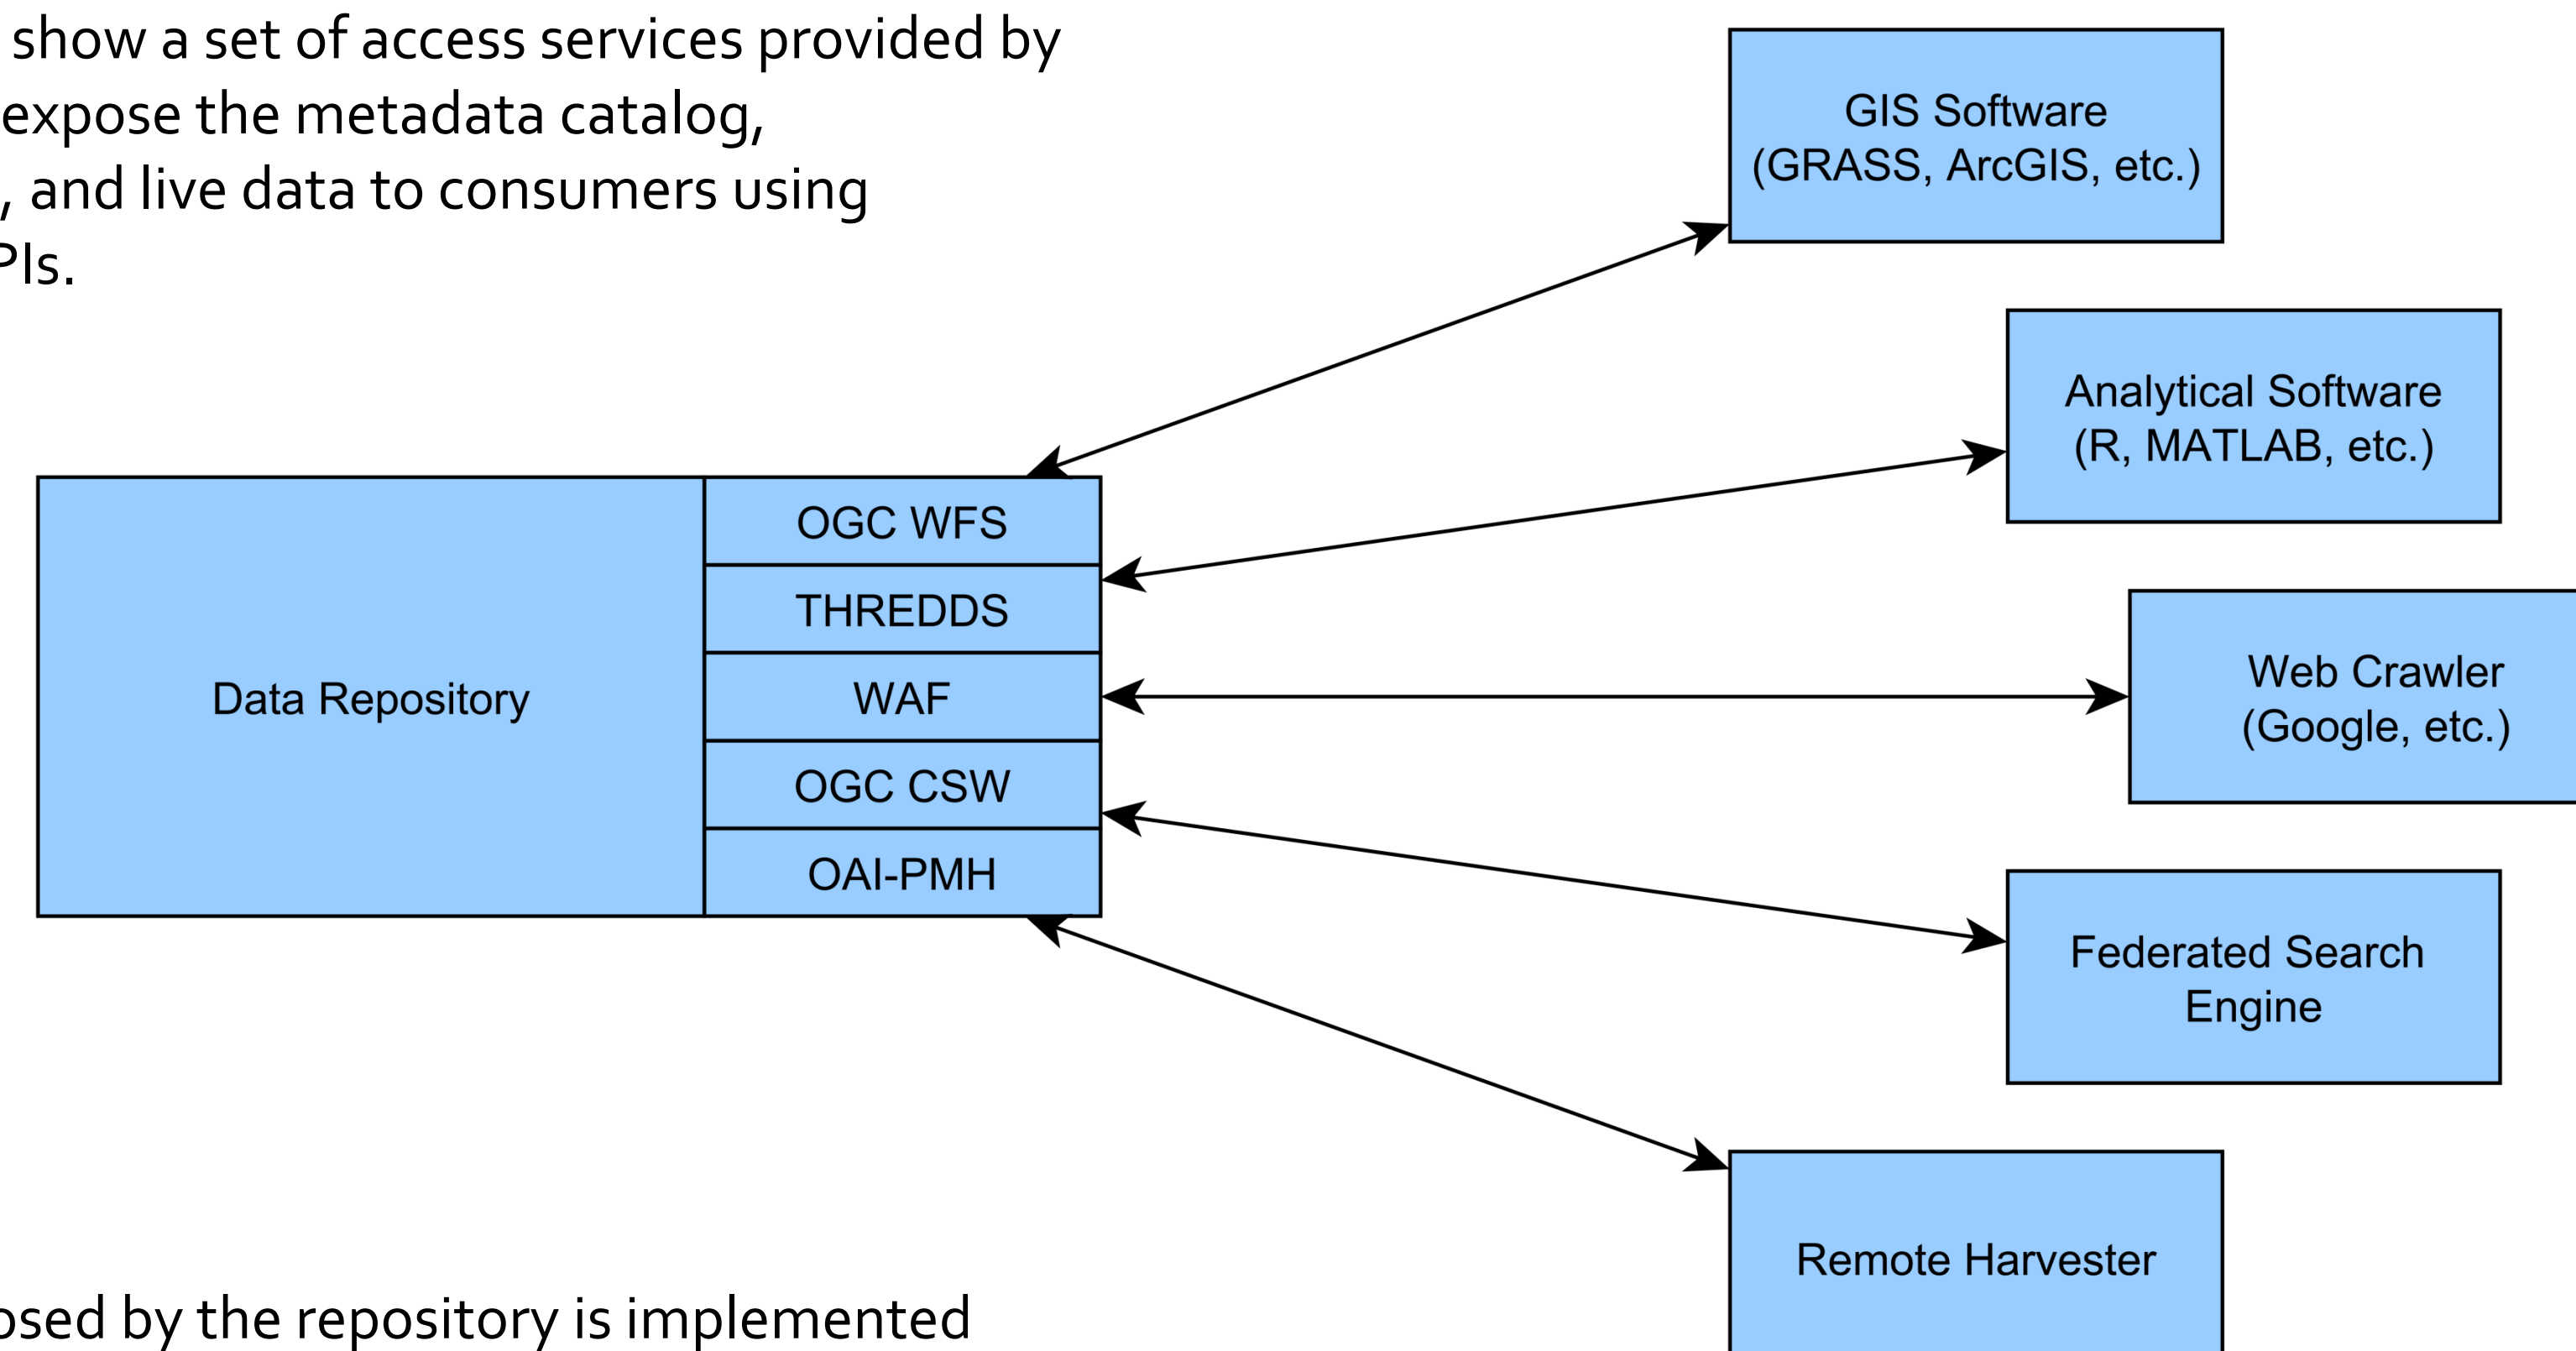 show a set of access services provided by
expose the metadata catalog,
, and live data to consumers using
PIs.
GIS Software
(GRASS, ArcGIS, etc.)
Analytical Software
(R, MATLAB, etc.)
OGC WFS
THREDDS
Data Repository
WAF
Web Crawler
(Google, etc.)
OGC CSW
OAI-PMH
Federated Search
Engine
Remote Harvester
osed by the repository is implemented